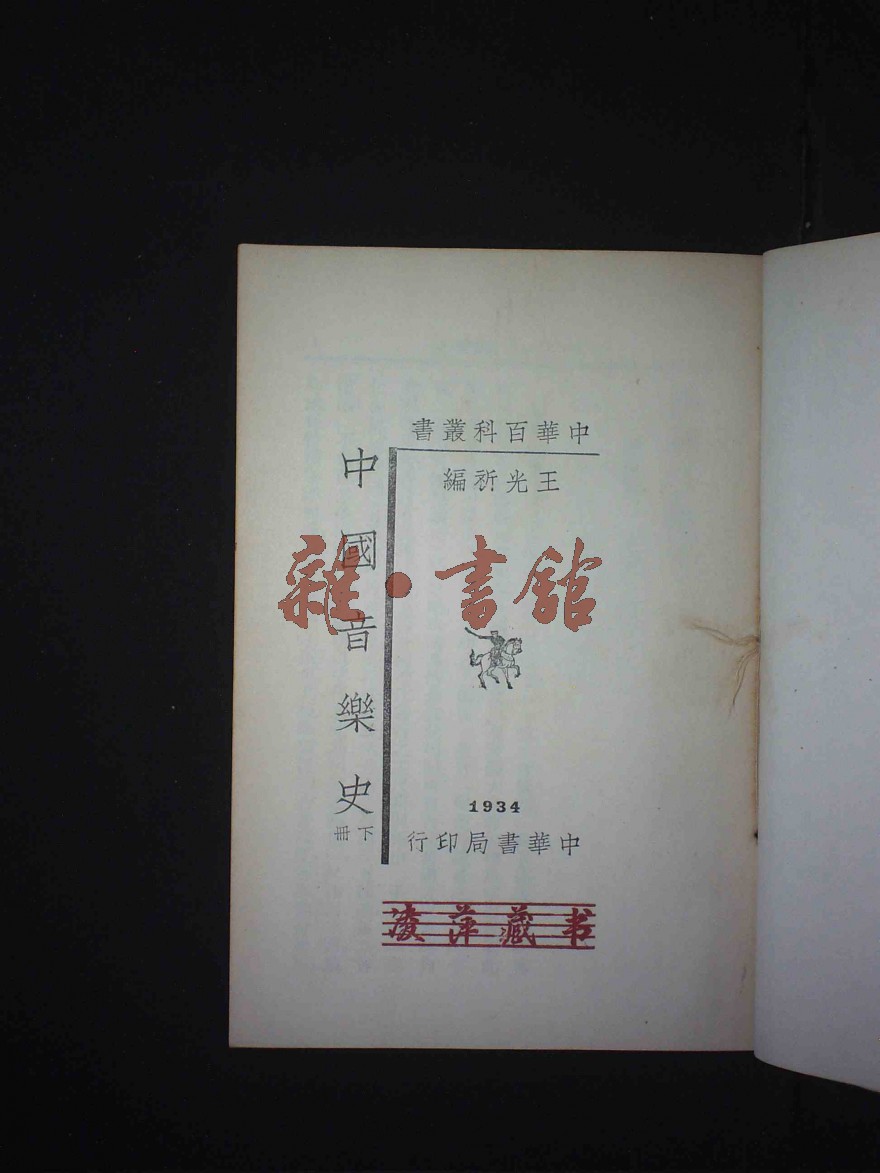 中華百科叢書
王光祈編
中國音樂史
下冊
雜·書館
1934
中華書局印行
凌萍藏书